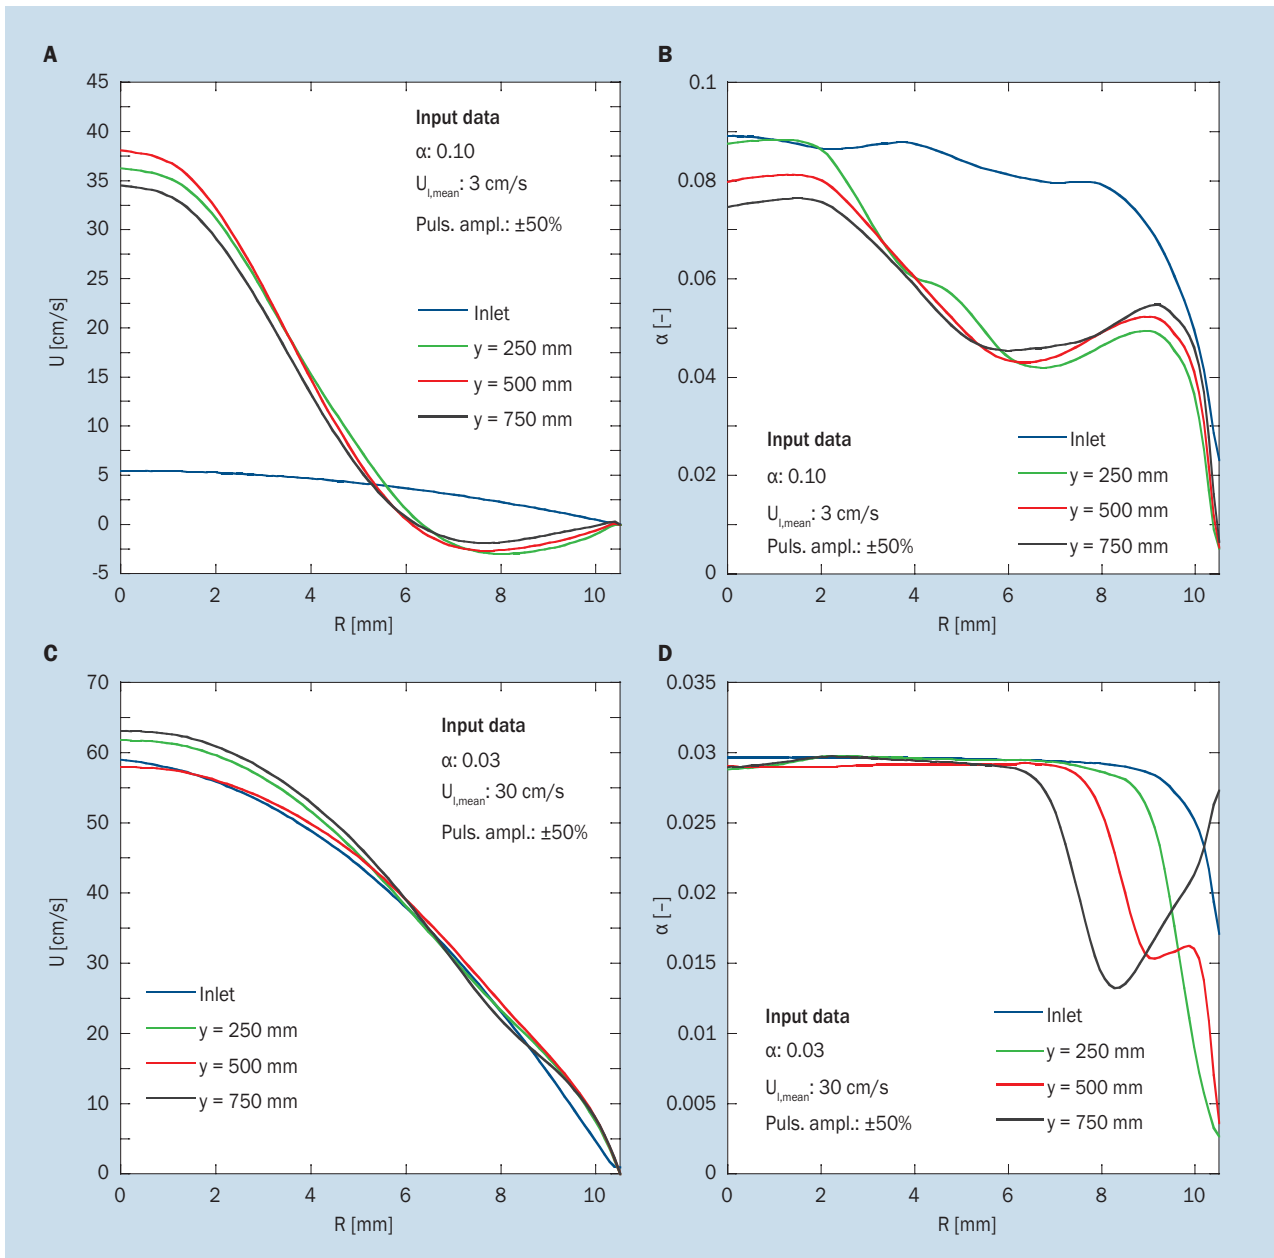 A
45
40
35
30
25
20
15
10
5
0
-5
U [cm/s]
0 2 4 6 8 10
R [mm]
Input data
α: 0.10
Ul,mean: 3 cm/s
Puls. ampl.: ±50%
Inlet
y = 250 mm
y = 500 mm
y = 750 mm
B
0.1
0.08
0.06
0.04
0.02
0
α [–]
0 2 4 6 8 10
R [mm]
Input data
α: 0.10
Ul,mean: 3 cm/s
Puls. ampl.: ±50%
Inlet
y = 250 mm
y = 500 mm
y = 750 mm
C
70
60
50
40
30
20
10
0
U [cm/s]
0 2 4 6 8 10
R [mm]
Input data
α: 0.03
Ul,mean: 30 cm/s
Puls. ampl.: ±50%
Inlet
y = 250 mm
y = 500 mm
y = 750 mm
D
0.035
0.03
0.025
0.02
0.015
0.01
0.005
0
α [–]
0 2 4 6 8 10
R [mm]
Input data
α: 0.03
Ul,mean: 30 cm/s
Puls. ampl.: ±50%
Inlet
y = 250 mm
y = 500 mm
y = 750 mm